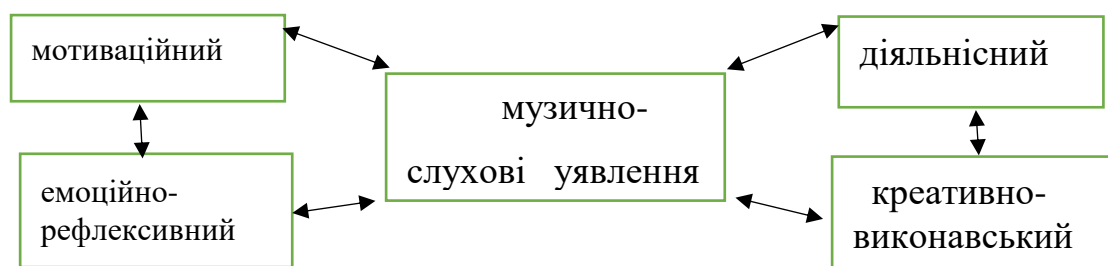 мотиваційний
діяльнісний
музично-
слухові уявлення
емоційно-
рефлексивний
креативно-
виконавський